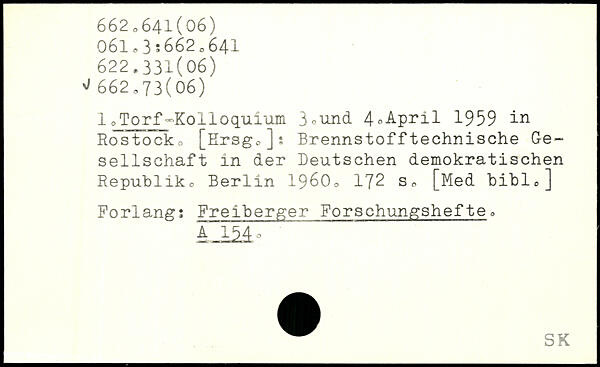 662.641(06)
061.3:662.641
622.331(06)
✓ 662.73(06)
1.Torf-Kolloquium 3.und 4.April 1959 in
Rostock. [Hrsg.]: Brennstofftechnische Ge-
sellschaft in der Deutschen demokratischen
Republik. Berlin 1960. 172 s. [Med bibl.]
Forlang: Freiberger Forschungshefte.
A 154.
SK